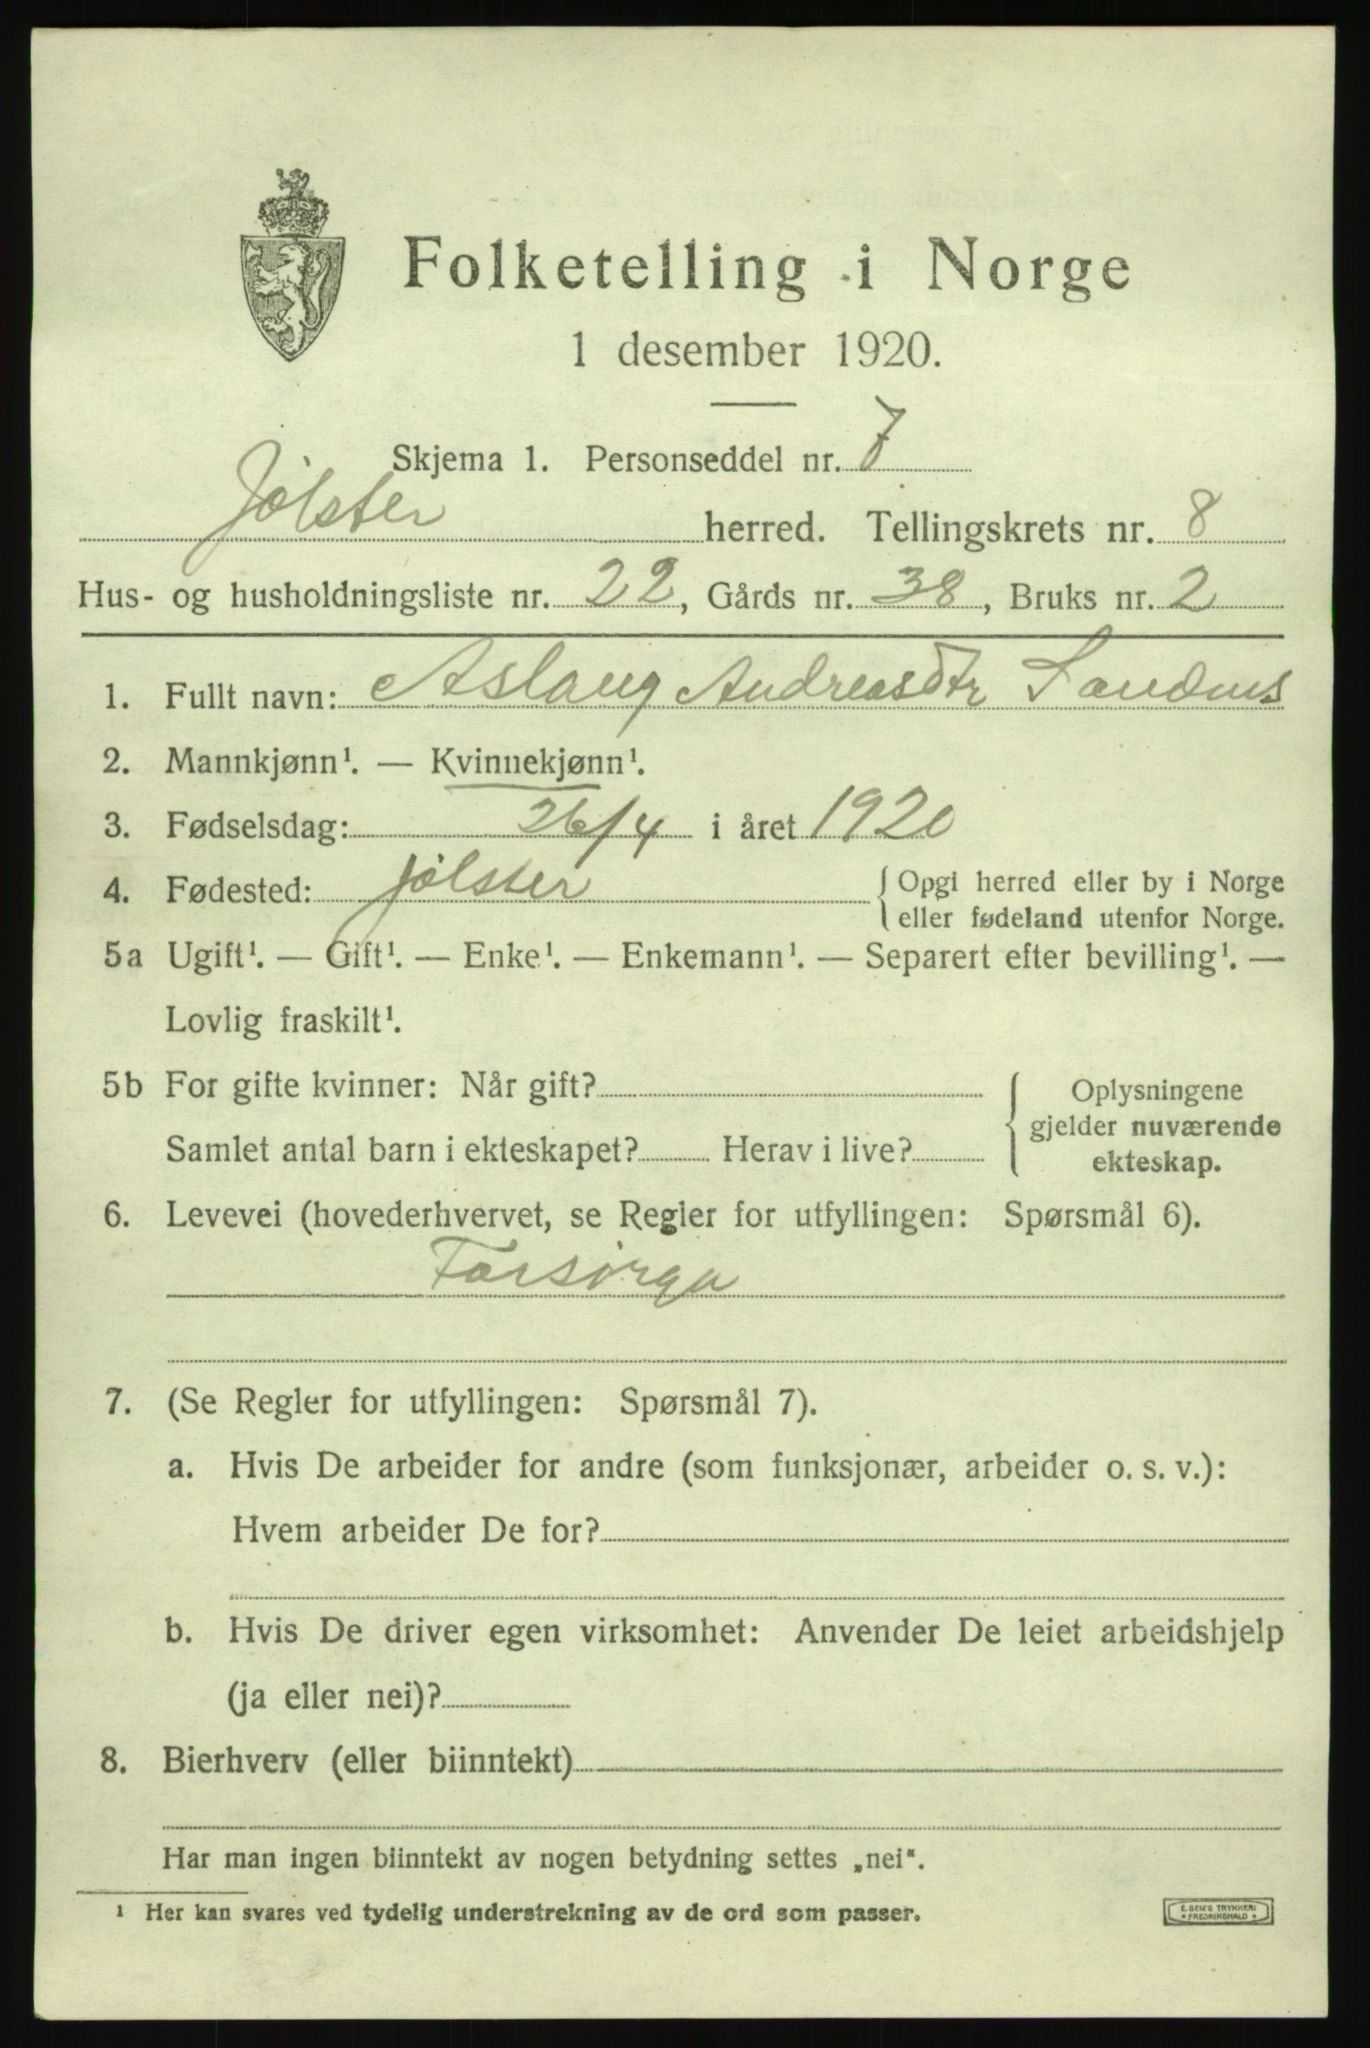 Folketelling i Norge
1 desember 1920.
Skjema 1. Personseddel nr. 7
Jølster herred. Tellingskrets nr. 8
Hus- og husholdningsliste nr. 22, Gårds nr. 38, Bruks nr. 2
1. Fullt navn: Aslaug Andreasdtr
2. Mannkjønn¹. — Kvinnekjønn¹.
3. Fødselsdag: 26/4 i året 1920
4. Fødested: Jølster { Opgi herred eller by i Norge
eller fødeland utenfor Norge.
5a Ugift¹. — Gift¹. — Enke¹. — Enkemann¹. — Separert efter bevilling¹. —
Lovlig fraskilt¹.
5b For gifte kvinner: Når gift? { Oplysningene
gjelder nuværende
Samlet antal barn i ekteskapet? Herav i live? ekteskap.
6. Levevei (hovederhvervet, se Regler for utfyllingen: Spørsmål 6).
Forsørga
7. (Se Regler for utfyllingen: Spørsmål 7).
a. Hvis De arbeider for andre (som funksjonær, arbeider o. s. v.):
Hvem arbeider De for?
b. Hvis De driver egen virksomhet: Anvender De leiet arbeidshjelp
(ja eller nei)?
8. Bierhverv (eller biinntekt)
Har man ingen biinntekt av nogen betydning settes „nei“.
¹ Her kan svares ved tydelig understrekning av de ord som passer.
E. SEM'S TRYKKERI
• FREDRIKSHALD •